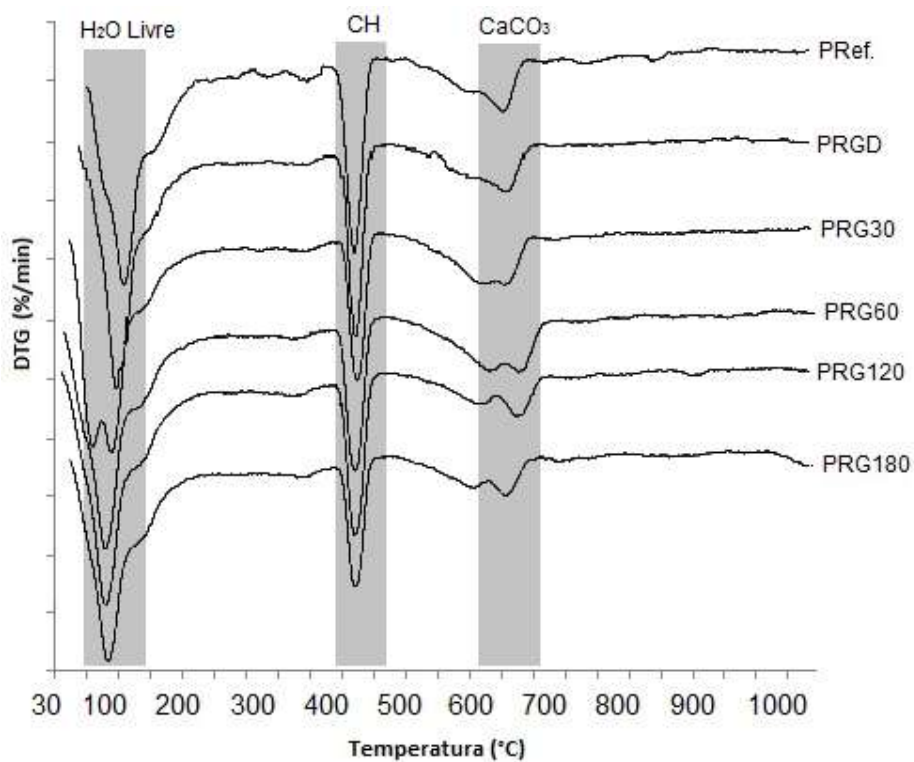 H₂O Livre
CH
CaCO₃
PRef.
PRGD
PRG30
PRG60
PRG120
PRG180
DTG (%/min)
30 100 200 300 400 500 600 700 800 900 1000
Temperatura (°C)